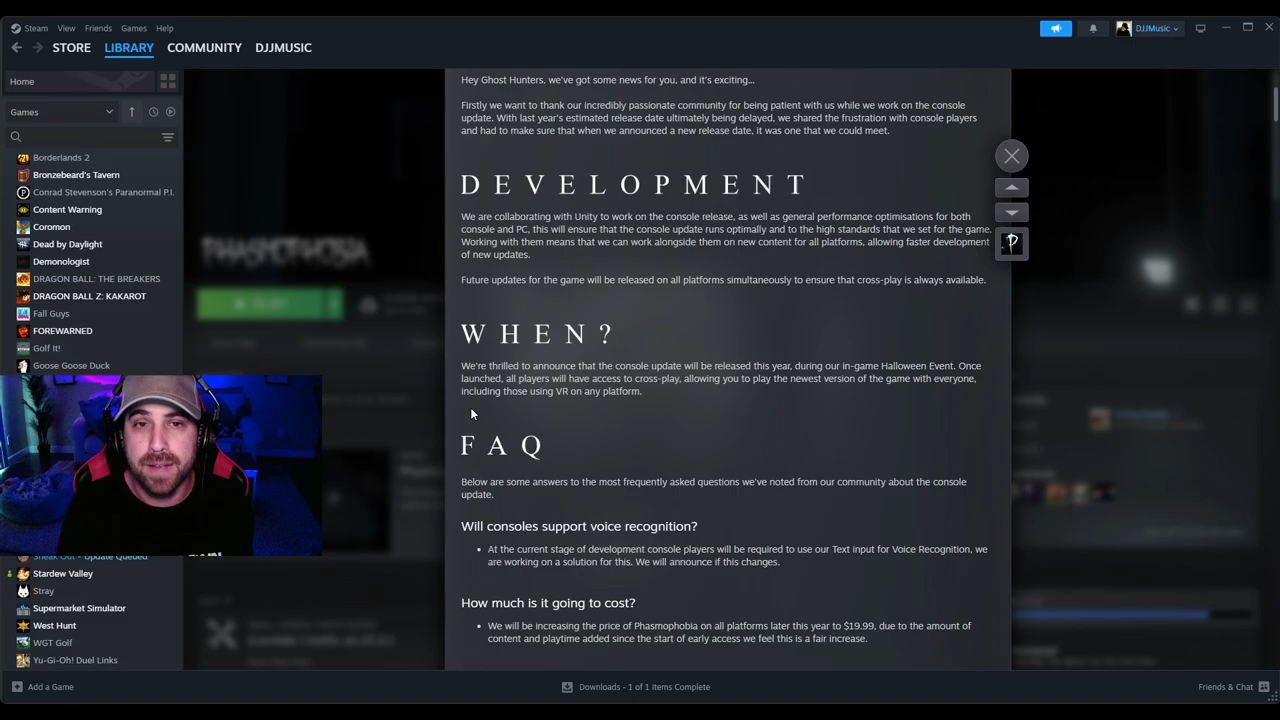 Steam View Friends Games Help
DJJMusic
STORE LIBRARY COMMUNITY DJJMUSIC
Home
Games
Borderlands 2
Bronzebeard's Tavern
Conrad Stevenson's Paranormal P.I.
Content Warning
Coromon
Dead by Daylight
Demonologist
DRAGON BALL: THE BREAKERS
DRAGON BALL Z: KAKAROT
Fall Guys
FOREWARNED
Golf It!
Goose Goose Duck
Sneak Out - Update Queued
Stardew Valley
Stray
Supermarket Simulator
West Hunt
WGT Golf
Yu-Gi-Oh! Duel Links
PHASMOPHOBIA
PLAY
Hey Ghost Hunters, we've got some news for you, and it's exciting...
Firstly we want to thank our incredibly passionate community for being patient with us while we work on the console
update. With last year's estimated release date ultimately being delayed, we shared the frustration with console players
and had to make sure that when we announced a new release date, it was one that we could meet.
DEVELOPMENT
We are collaborating with Unity to work on the console release, as well as general performance optimisations for both
console and PC, this will ensure that the console update runs optimally and to the high standards that we set for the game.
Working with them means that we can work alongside them on new content for all platforms, allowing faster development
of new updates.
Future updates for the game will be released on all platforms simultaneously to ensure that cross-play is always available.
WHEN?
We're thrilled to announce that the console update will be released this year, during our in-game Halloween Event. Once
launched, all players will have access to cross-play, allowing you to play the newest version of the game with everyone,
including those using VR on any platform.
FAQ
Below are some answers to the most frequently asked questions we've noted from our community about the console
update.
Will consoles support voice recognition?
• At the current stage of development console players will be required to use our Text input for Voice Recognition, we
are working on a solution for this. We will announce if this changes.
How much is it going to cost?
• We will be increasing the price of Phasmophobia on all platforms later this year to $19.99, due to the amount of
content and playtime added since the start of early access we feel this is a fair increase.
Add a Game
Downloads - 1 of 1 Items Complete
Friends & Chat